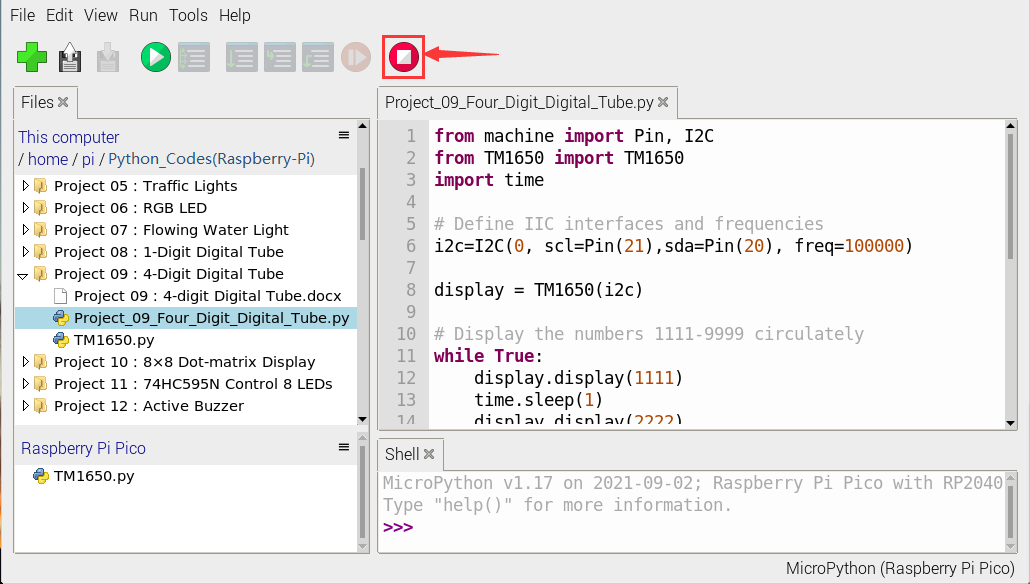 File Edit View Run Tools Help
Files
This computer
/ home / pi / Python_Codes(Raspberry-Pi)
Project 05 : Traffic Lights
Project 06 : RGB LED
Project 07 : Flowing Water Light
Project 08 : 1-Digit Digital Tube
Project 09 : 4-Digit Digital Tube
Project 09 : 4-digit Digital Tube.docx
Project_09_Four_Digit_Digital_Tube.py
TM1650.py
Project 10 : 8×8 Dot-matrix Display
Project 11 : 74HC595N Control 8 LEDs
Project 12 : Active Buzzer
Raspberry Pi Pico
TM1650.py
Project_09_Four_Digit_Digital_Tube.py
1 from machine import Pin, I2C
2 from TM1650 import TM1650
3 import time
4
5 # Define IIC interfaces and frequencies
6 i2c=I2C(0, scl=Pin(21),sda=Pin(20), freq=100000)
7
8 display = TM1650(i2c)
9
10 # Display the numbers 1111-9999 circulately
11 while True:
12 display.display(1111)
13 time.sleep(1)
14 display.display(2222)
Shell
MicroPython v1.17 on 2021-09-02; Raspberry Pi Pico with RP2040
Type "help()" for more information.
>>>
MicroPython (Raspberry Pi Pico)